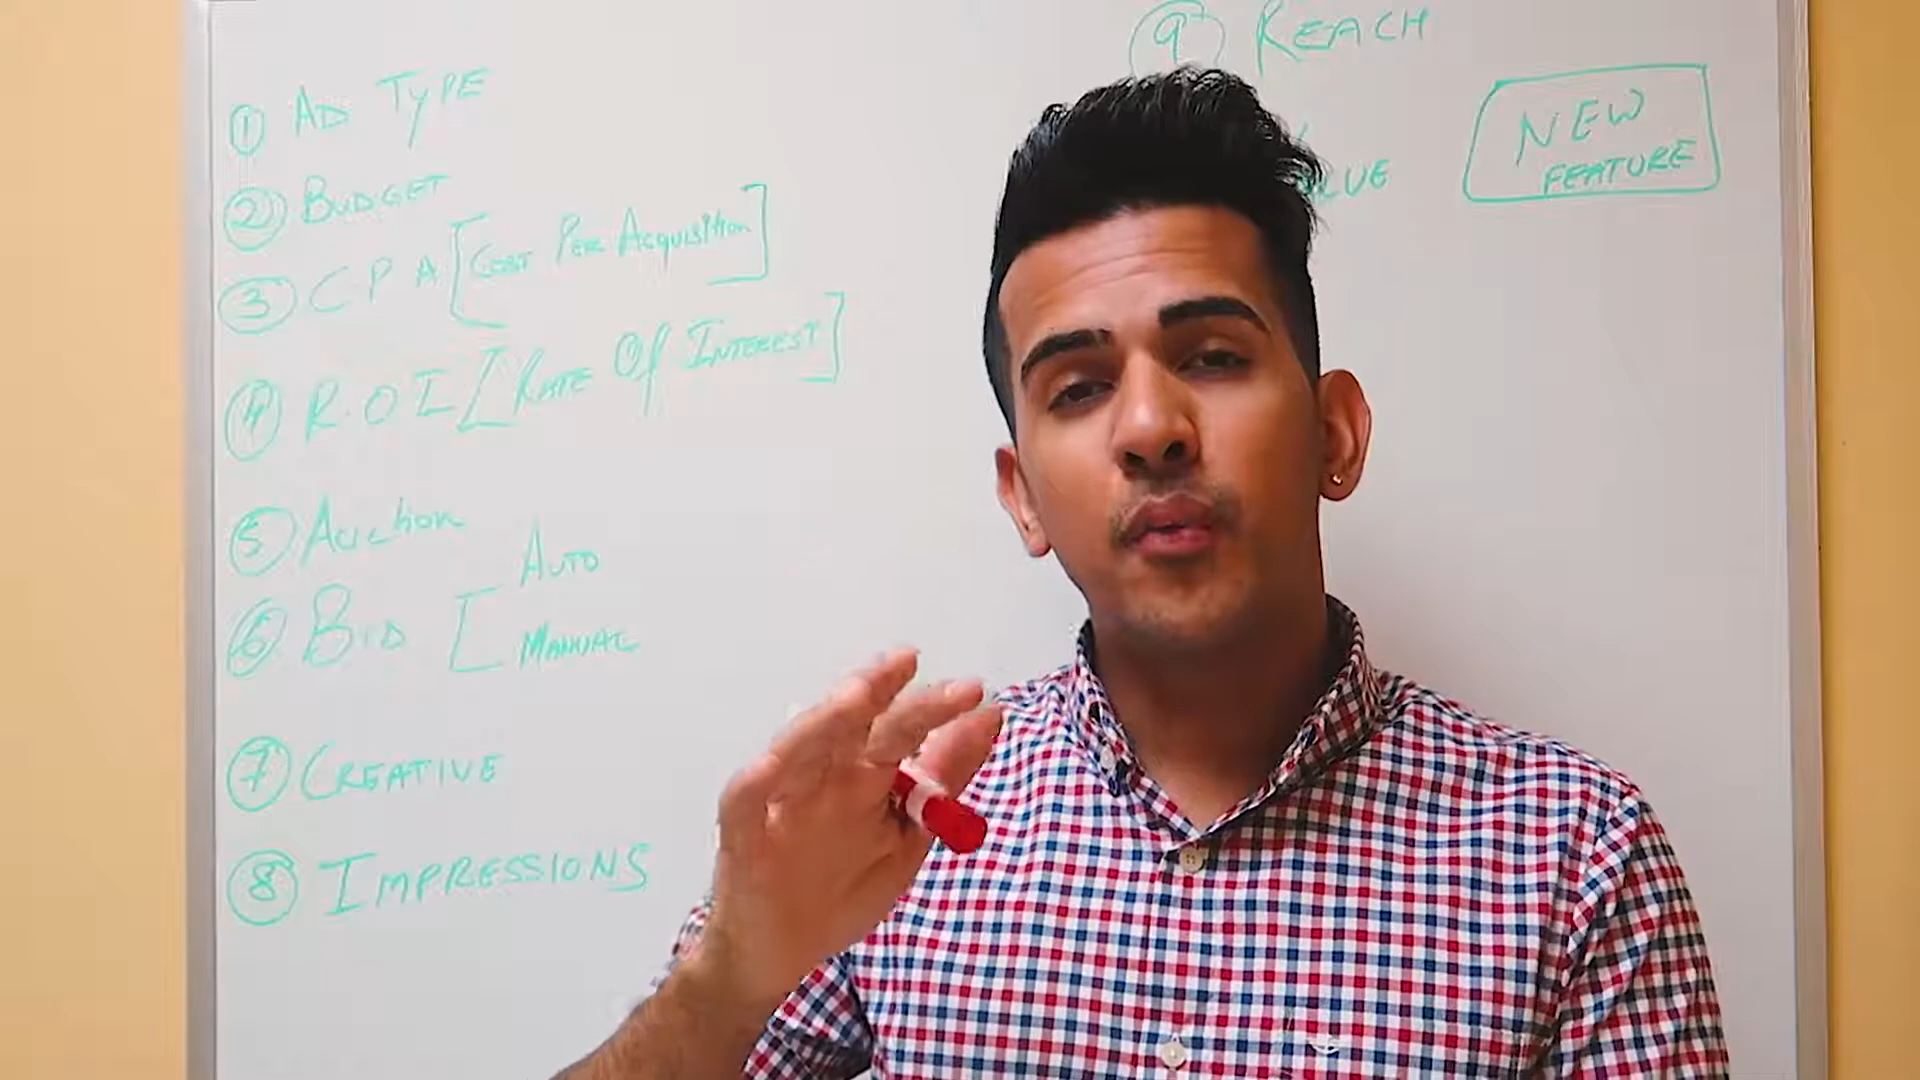 ① AD TYPE
② BUDGET
③ CPA [COST PER ACQUISITION]
④ R.O I [RATE Of INTEREST]
⑤ Auction
⑥ BID [ AUTO
MANUAL
⑦ CREATIVE
⑧ IMPRESSIONS
⑨ REACH
NEW
FEATURE